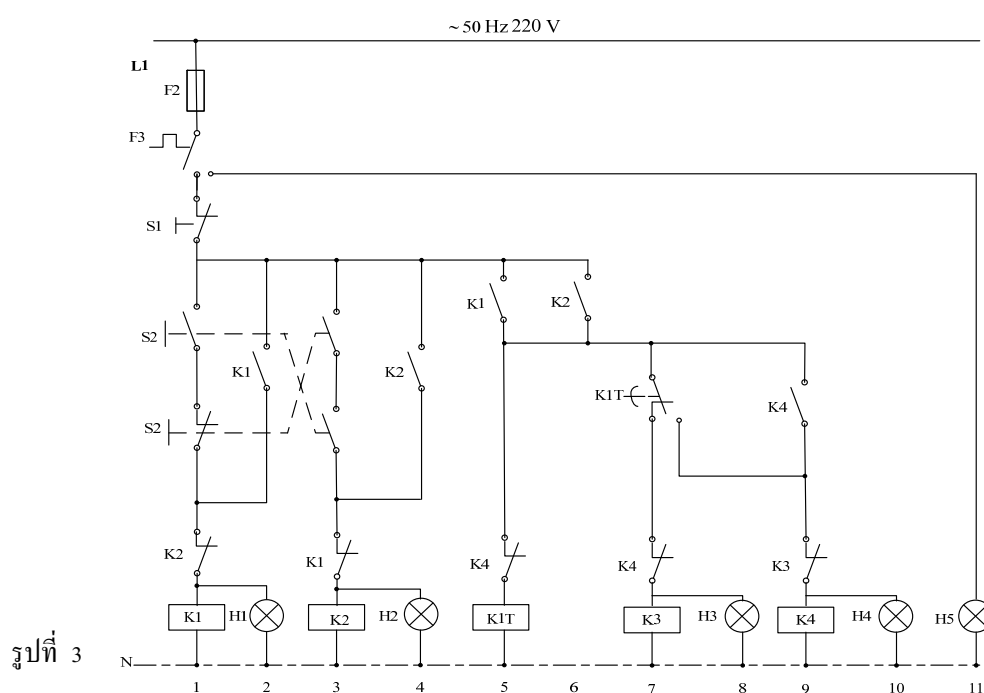 ~ 50 Hz 220 V
L1
F2
F3
S1
K1
K2
S2
K1
K2
K1T
K4
S2
K2
K1
K4
K4
K3
K1
H1
K2
H2
K1T
K3
H3
K4
H4
H5
รูปที่ 3
N
1 2 3 4 5 6 7 8 9 10 11